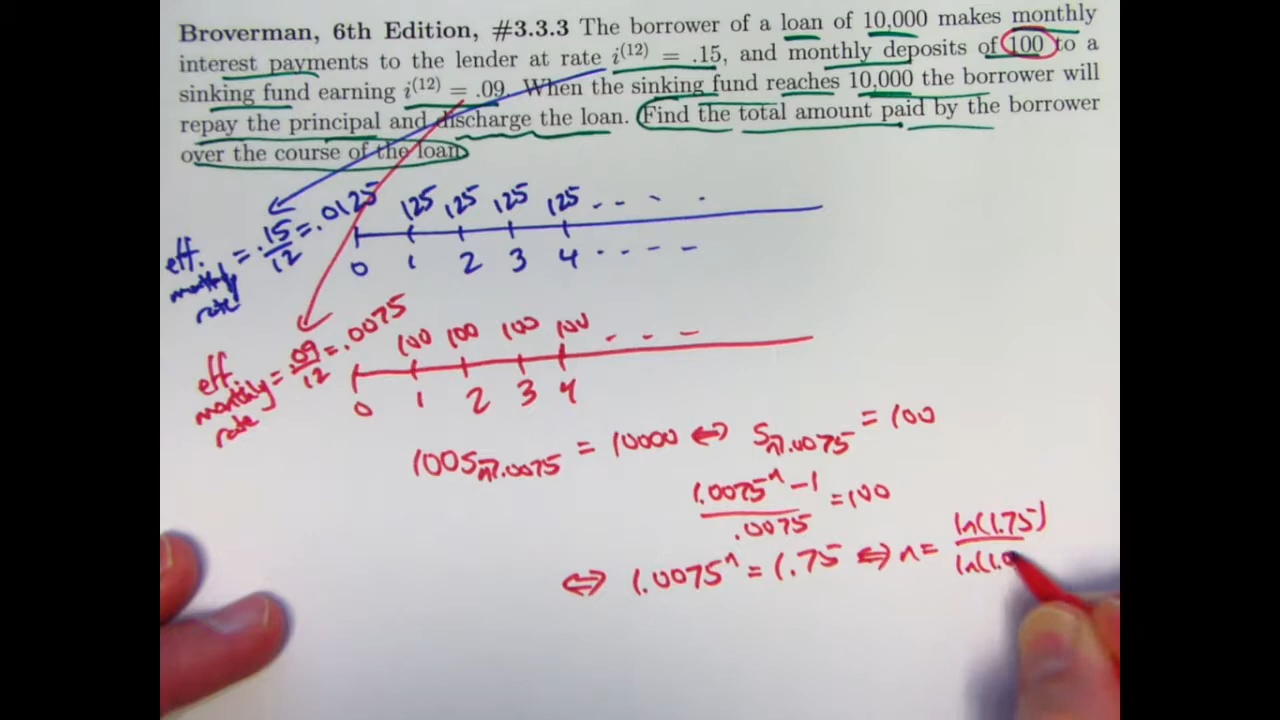 Broverman, 6th Edition, #3.3.3 The borrower of a loan of 10,000 makes monthly
interest payments to the lender at rate i^(12) = .15, and monthly deposits of 100 to a
sinking fund earning i^(12) = .09. When the sinking fund reaches 10,000 the borrower will
repay the principal and discharge the loan. Find the total amount paid by the borrower
over the course of the loan.
eff. monthly rate = .15/12 = .0125
125 125 125 125 - - - -
0 1 2 3 4 - - - -
eff. monthly rate = .09/12 = .0075
100 100 100 100 - - -
0 1 2 3 4
100 s_n⌝.0075 = 10000 ⇔ s_n⌝.0075 = 100
(1.0075^n - 1)/.0075 = 100
⇔ 1.0075^n = 1.75 ⇔ n = ln(1.75)/ln(1.0